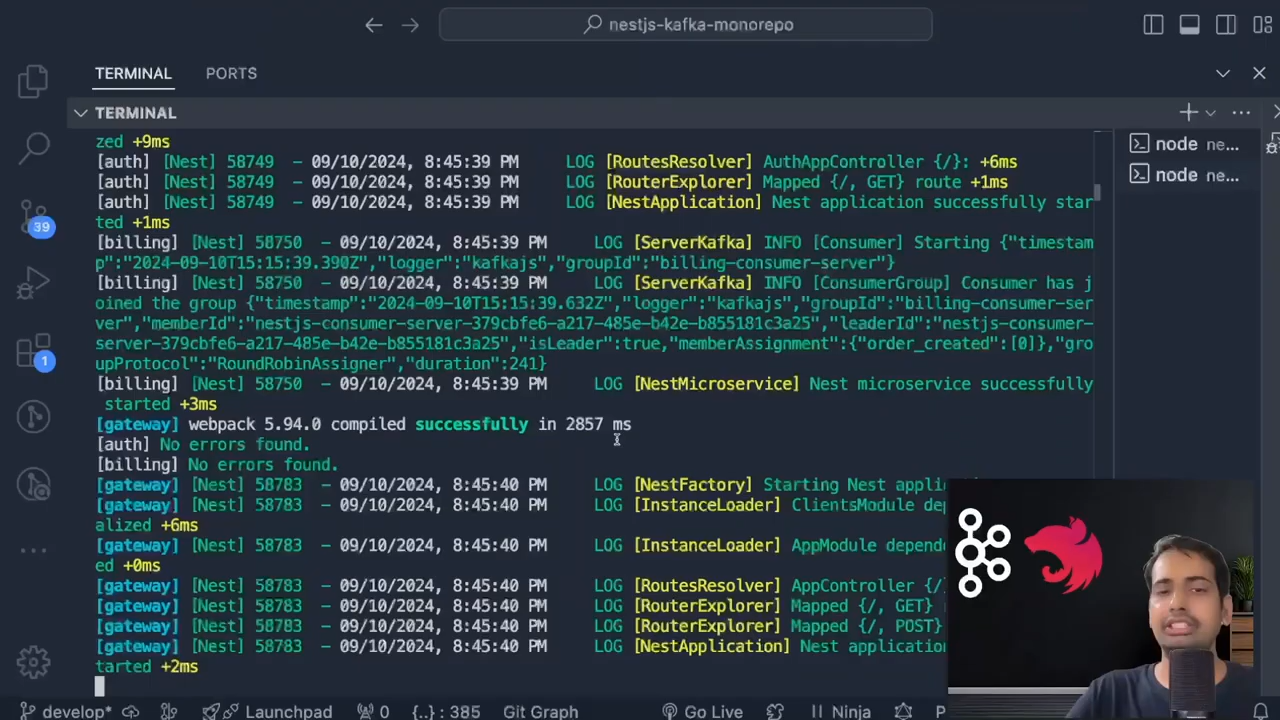 nestjs-kafka-monorepo
TERMINAL
PORTS
TERMINAL
zed +9ms
[auth] [Nest] 58749  - 09/10/2024, 8:45:39 PM     LOG [RoutesResolver] AuthAppController {/}: +6ms
[auth] [Nest] 58749  - 09/10/2024, 8:45:39 PM     LOG [RouterExplorer] Mapped {/, GET} route +1ms
[auth] [Nest] 58749  - 09/10/2024, 8:45:39 PM     LOG [NestApplication] Nest application successfully star
ted +1ms
[billing] [Nest] 58750  - 09/10/2024, 8:45:39 PM     LOG [ServerKafka] INFO [Consumer] Starting {"timestam
p":"2024-09-10T15:15:39.390Z","logger":"kafkajs","groupId":"billing-consumer-server"}
[billing] [Nest] 58750  - 09/10/2024, 8:45:39 PM     LOG [ServerKafka] INFO [ConsumerGroup] Consumer has j
oined the group {"timestamp":"2024-09-10T15:15:39.632Z","logger":"kafkajs","groupId":"billing-consumer-ser
ver","memberId":"nestjs-consumer-server-379cbfe6-a217-485e-b42e-b855181c3a25","leaderId":"nestjs-consumer-
server-379cbfe6-a217-485e-b42e-b855181c3a25","isLeader":true,"memberAssignment":{"order_created":[0]},"gro
upProtocol":"RoundRobinAssigner","duration":241}
[billing] [Nest] 58750  - 09/10/2024, 8:45:39 PM     LOG [NestMicroservice] Nest microservice successfully
started +3ms
[gateway] webpack 5.94.0 compiled successfully in 2857 ms
[auth] No errors found.
[billing] No errors found.
[gateway] [Nest] 58783  - 09/10/2024, 8:45:40 PM     LOG [NestFactory] Starting Nest appli
[gateway] [Nest] 58783  - 09/10/2024, 8:45:40 PM     LOG [InstanceLoader] ClientsModule dep
alized +6ms
[gateway] [Nest] 58783  - 09/10/2024, 8:45:40 PM     LOG [InstanceLoader] AppModule depend
ed +0ms
[gateway] [Nest] 58783  - 09/10/2024, 8:45:40 PM     LOG [RoutesResolver] AppController {/
[gateway] [Nest] 58783  - 09/10/2024, 8:45:40 PM     LOG [RouterExplorer] Mapped {/, GET}
[gateway] [Nest] 58783  - 09/10/2024, 8:45:40 PM     LOG [RouterExplorer] Mapped {/, POST}
[gateway] [Nest] 58783  - 09/10/2024, 8:45:40 PM     LOG [NestApplication] Nest application
tarted +2ms
node ne...
node ne...
39
1
develop*
Launchpad
0
{..} : 385
Git Graph
Go Live
Ninja
P